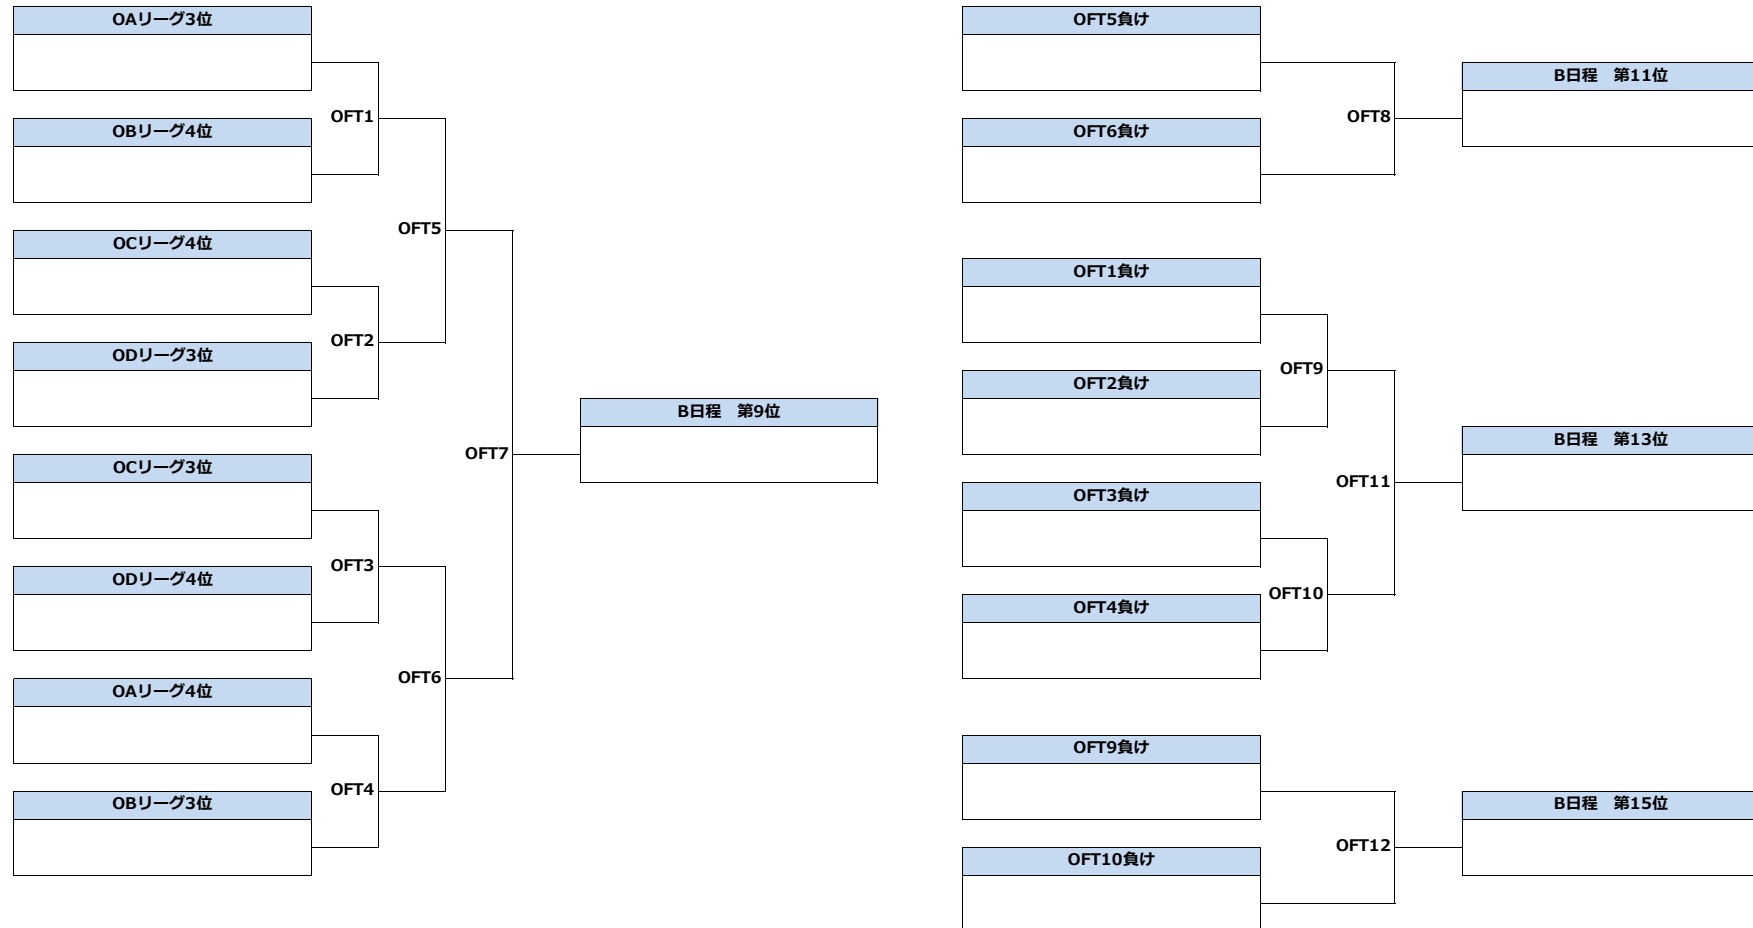 OAリーグ3位
OFT1
OBリーグ4位
OFT5
OCリーグ4位
OFT2
ODリーグ3位
B日程　第9位
OFT7
OCリーグ3位
OFT3
ODリーグ4位
OFT6
OAリーグ4位
OFT4
OBリーグ3位
OFT5負け
B日程　第11位
OFT8
OFT6負け
OFT1負け
OFT9
OFT2負け
B日程　第13位
OFT11
OFT3負け
OFT10
OFT4負け
OFT9負け
B日程　第15位
OFT12
OFT10負け